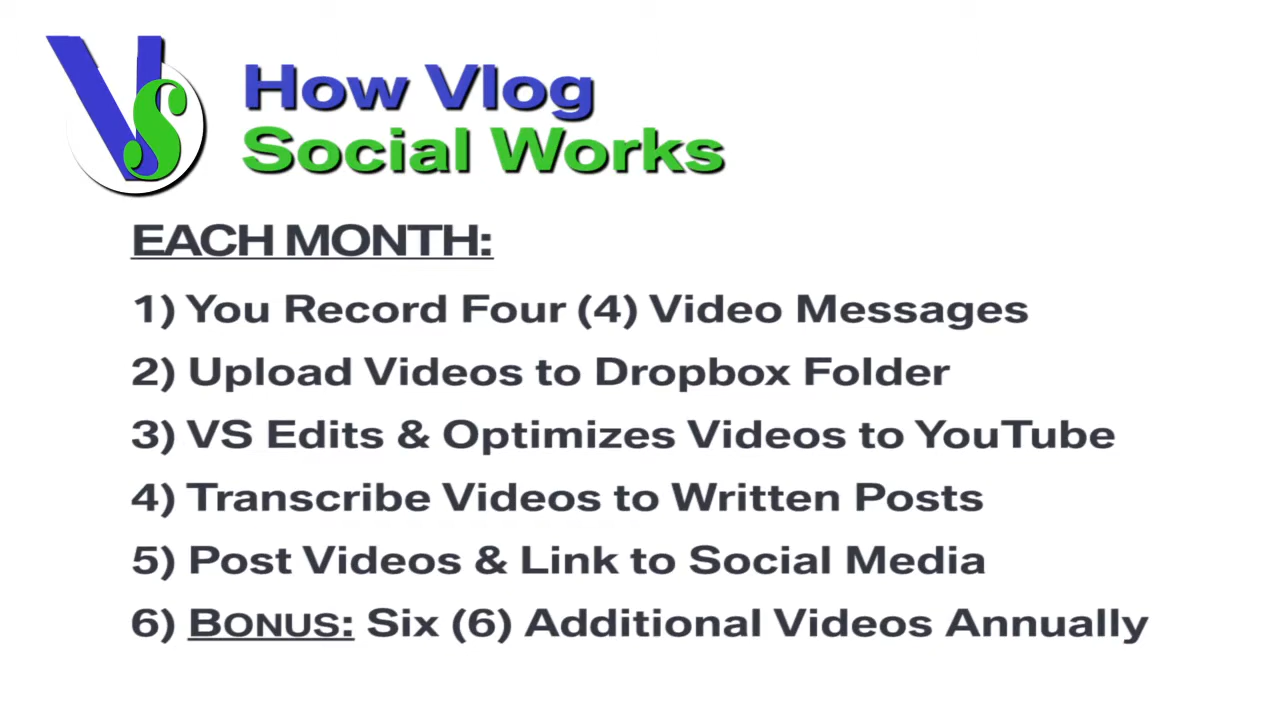 VS
How Vlog
Social Works
EACH MONTH:
1) You Record Four (4) Video Messages
2) Upload Videos to Dropbox Folder
3) VS Edits & Optimizes Videos to YouTube
4) Transcribe Videos to Written Posts
5) Post Videos & Link to Social Media
6) BONUS: Six (6) Additional Videos Annually